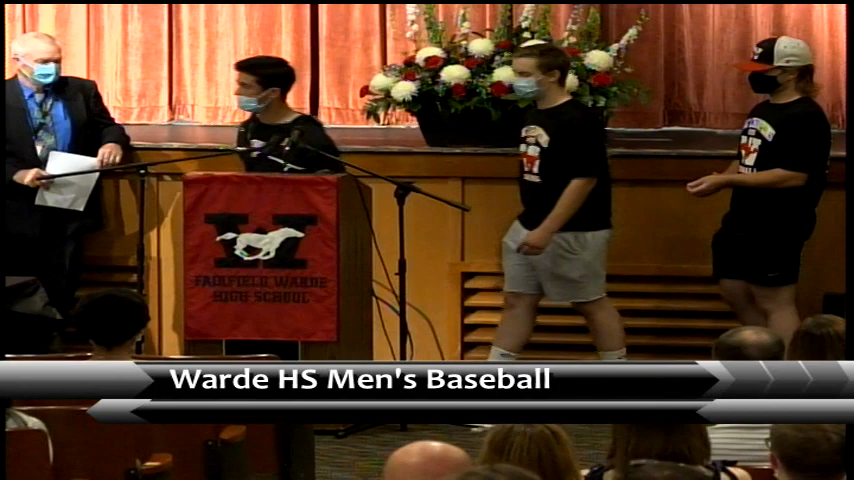 W
FAIRFIELD WARDE
HIGH SCHOOL
Warde HS Men's Baseball